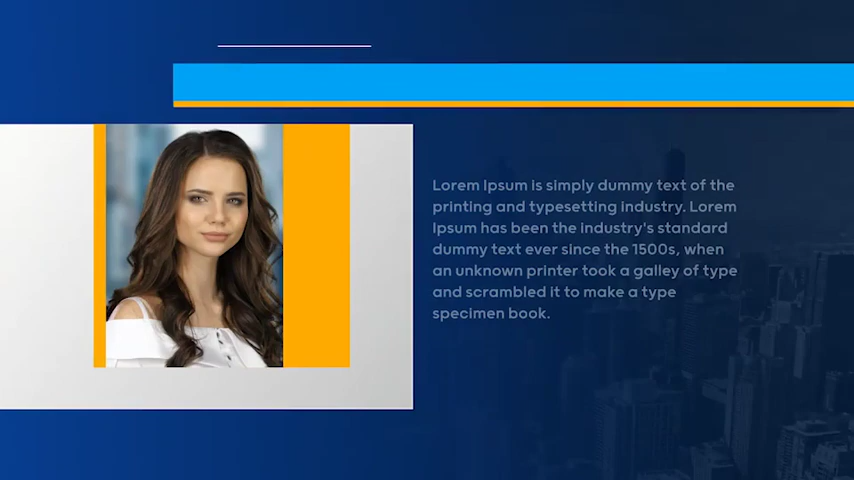 Lorem Ipsum is simply dummy text of the
printing and typesetting industry. Lorem
Ipsum has been the industry's standard
dummy text ever since the 1500s, when
an unknown printer took a galley of type
and scrambled it to make a type
specimen book.